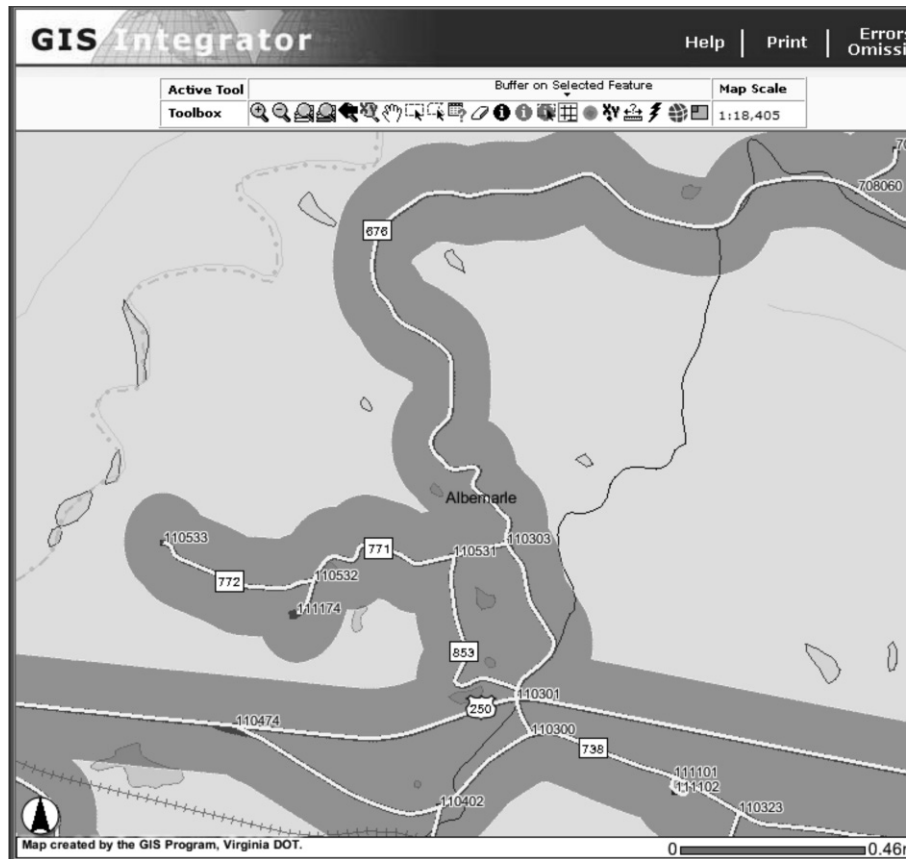 GIS Integrator
Help | Print | Errors
Omissi
Active Tool
Buffer on Selected Feature
Map Scale
Toolbox
1:18,405
70
708060
676
Albemarle
110533
771
110531
110303
772
110532
111174
853
110301
250
110474
110300
738
111101
111102
110402
110323
Map created by the GIS Program, Virginia DOT.
0
0.46